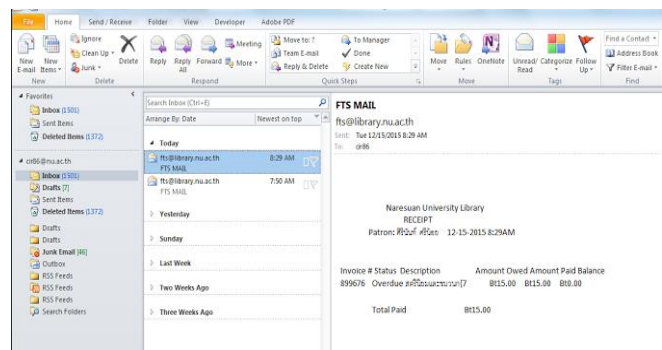 File Home Send / Receive Folder View Developer Adobe PDF
New E-mail
New Items
New
Ignore
Clean Up
Junk
Delete
Delete
Reply
Reply All
Forward
Meeting
More
Respond
Move to: ?
Team E-mail
Reply & Delete
To Manager
Done
Create New
Quick Steps
Move
Rules
OneNote
Move
Unread/ Read
Categorize
Follow Up
Tags
Find a Contact
Address Book
Filter E-mail
Find
Favorites
Inbox (1501)
Sent Items
Deleted Items (1372)
cir86@nu.ac.th
Inbox (1501)
Drafts [7]
Sent Items
Deleted Items (1372)
Drafts
Drafts
Junk Email [46]
Outbox
RSS Feeds
RSS Feeds
RSS Feeds
Search Folders
Search Inbox (Ctrl+E)
Arrange By: Date Newest on top
Today
fts@library.nu.ac.th 8:29 AM
FTS MAIL
fts@library.nu.ac.th 7:50 AM
FTS MAIL
Yesterday
Sunday
Last Week
Two Weeks Ago
Three Weeks Ago
FTS MAIL
fts@library.nu.ac.th
Sent: Tue 12/15/2015 8:29 AM
To: cir86
Naresuan University Library
RECEIPT
Patron: 12-15-2015 8:29AM
Invoice # Status Description Amount Owed Amount Paid Balance
899676 Overdue Bt15.00 Bt15.00 Bt0.00
Total Paid Bt15.00